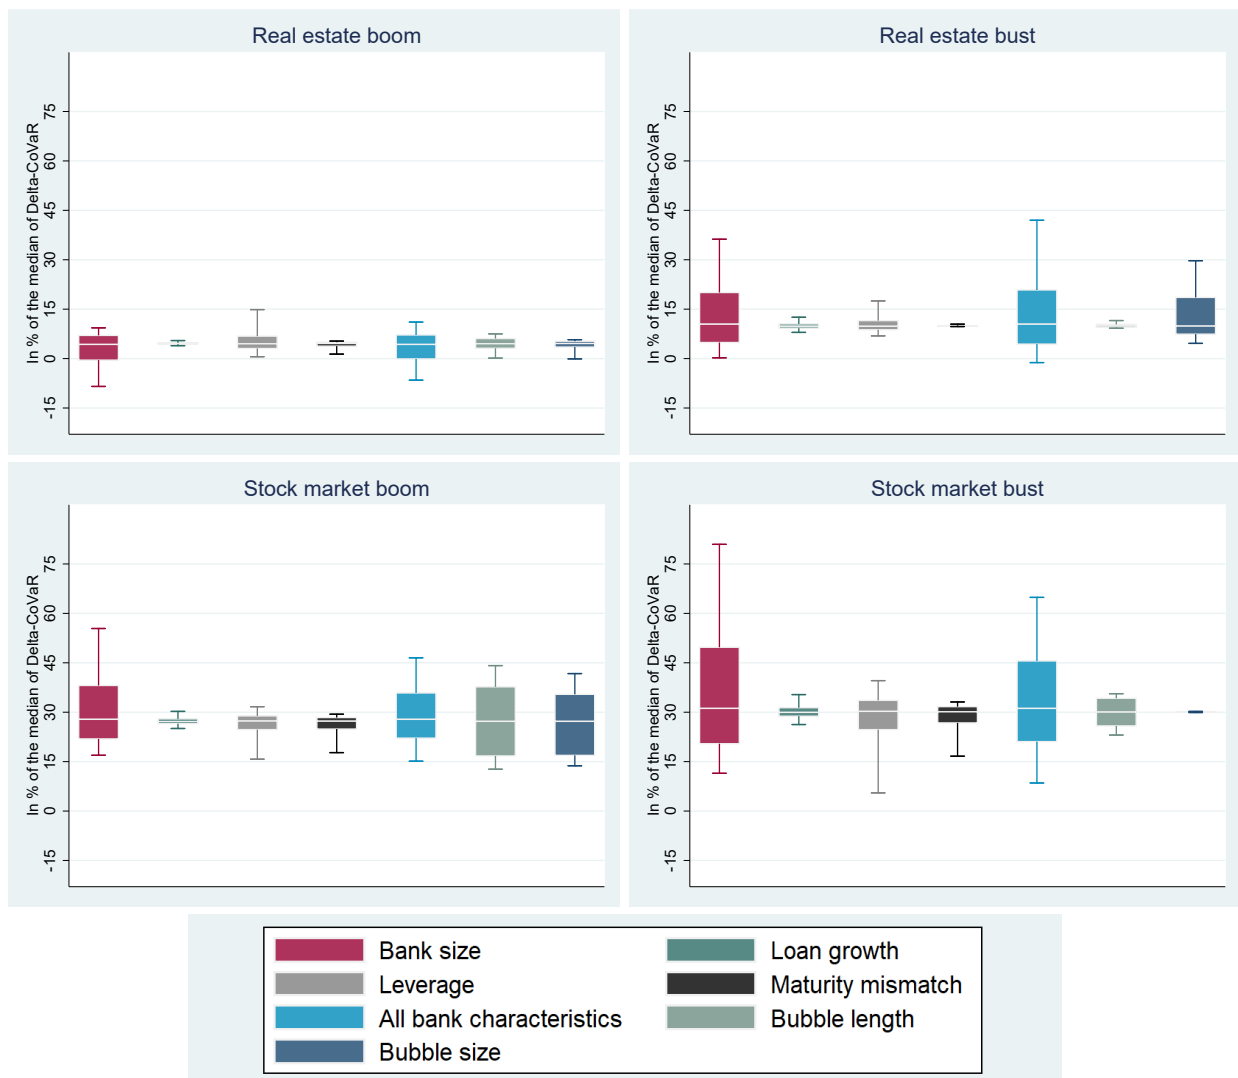 Real estate boom
In % of the median of Delta-CoVaR
75
60
45
30
15
0
-15
Real estate bust
In % of the median of Delta-CoVaR
75
60
45
30
15
0
-15
Stock market boom
In % of the median of Delta-CoVaR
75
60
45
30
15
0
-15
Stock market bust
In % of the median of Delta-CoVaR
75
60
45
30
15
0
-15
Bank size
Loan growth
Leverage
Maturity mismatch
All bank characteristics
Bubble length
Bubble size